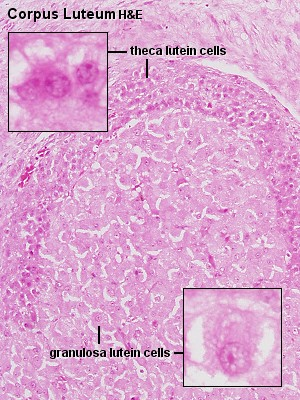 Corpus Luteum H&E
theca lutein cells
granulosa lutein cells